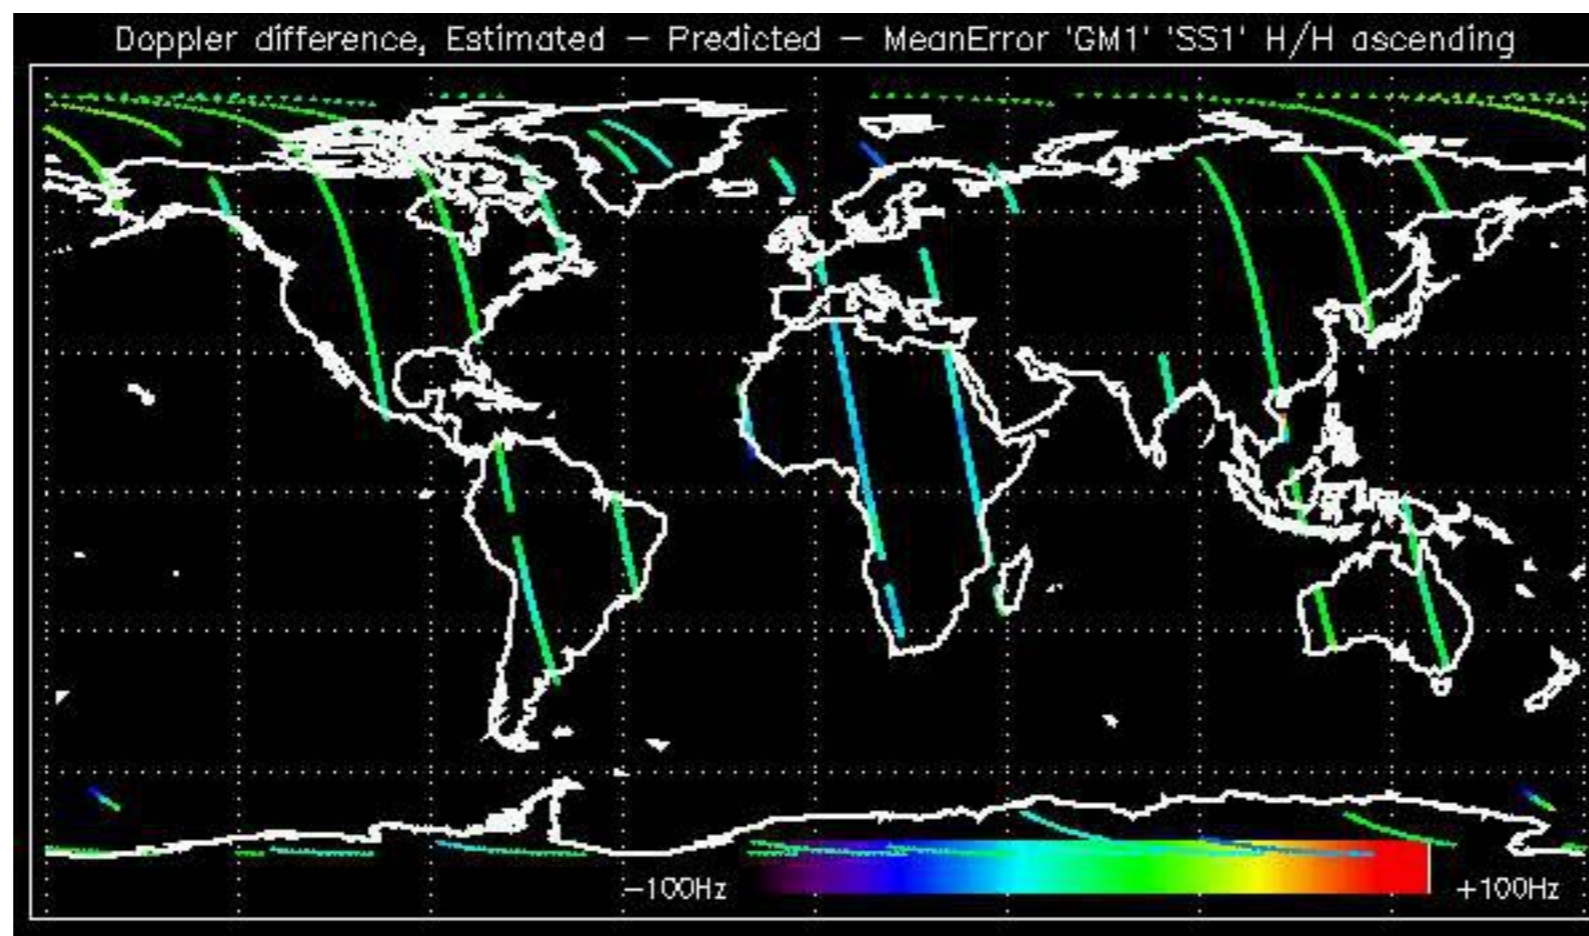 Doppler difference, Estimated – Predicted – MeanError 'GM1' 'SS1' H/H ascending
–100Hz
+100Hz